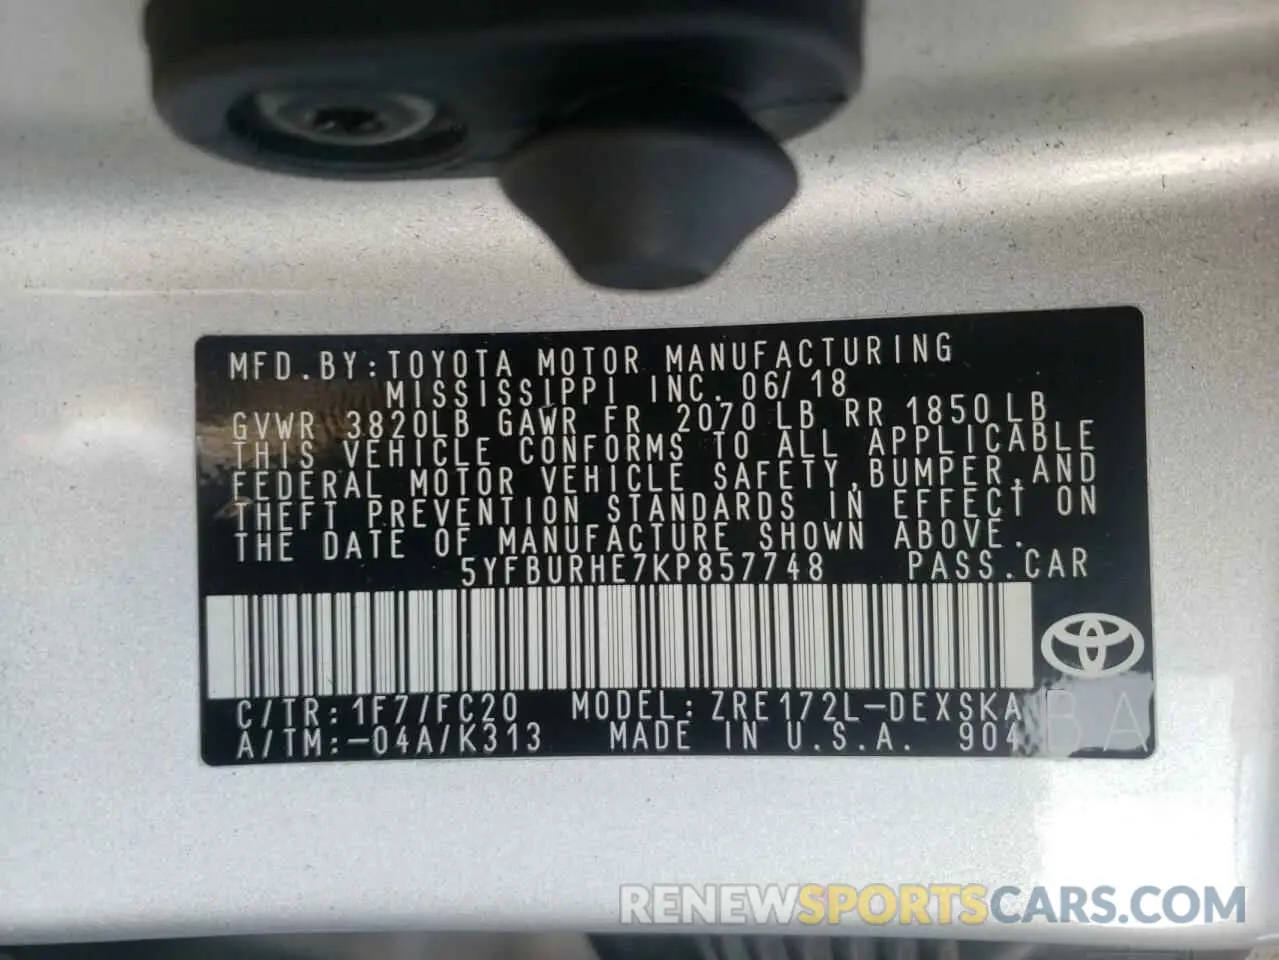 MFD.BY:TOYOTA MOTOR MANUFACTURING
MISSISSIPPI INC. 06/18
GVWR 3820LB GAWR FR 2070 LB RR 1850LB
THIS VEHICLE CONFORMS TO ALL APPLICABLE
FEDERAL MOTOR VEHICLE SAFETY,BUMPER,AND
THEFT PREVENTION STANDARDS IN EFFECT ON
THE DATE OF MANUFACTURE SHOWN ABOVE.
5YFBURHE7KP857748 PASS.CAR
C/TR:1F7/FC20 MODEL:ZRE172L-DEXSKA
A/TM:-04A/K313 MADE IN U.S.A. 904
BA
RENEWSPORTSCARS.COM